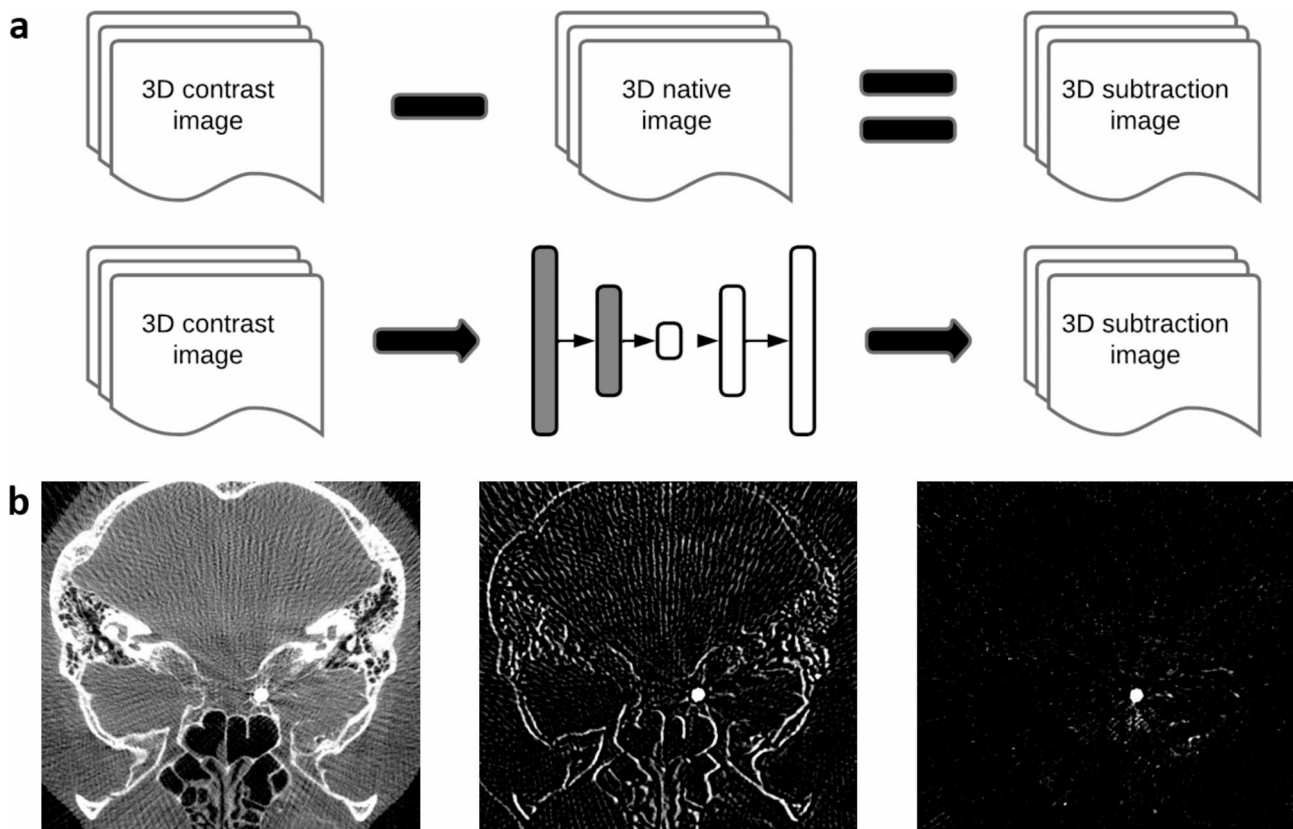 a
3D contrast
image
3D native
image
3D subtraction
image
3D contrast
image
3D subtraction
image
b